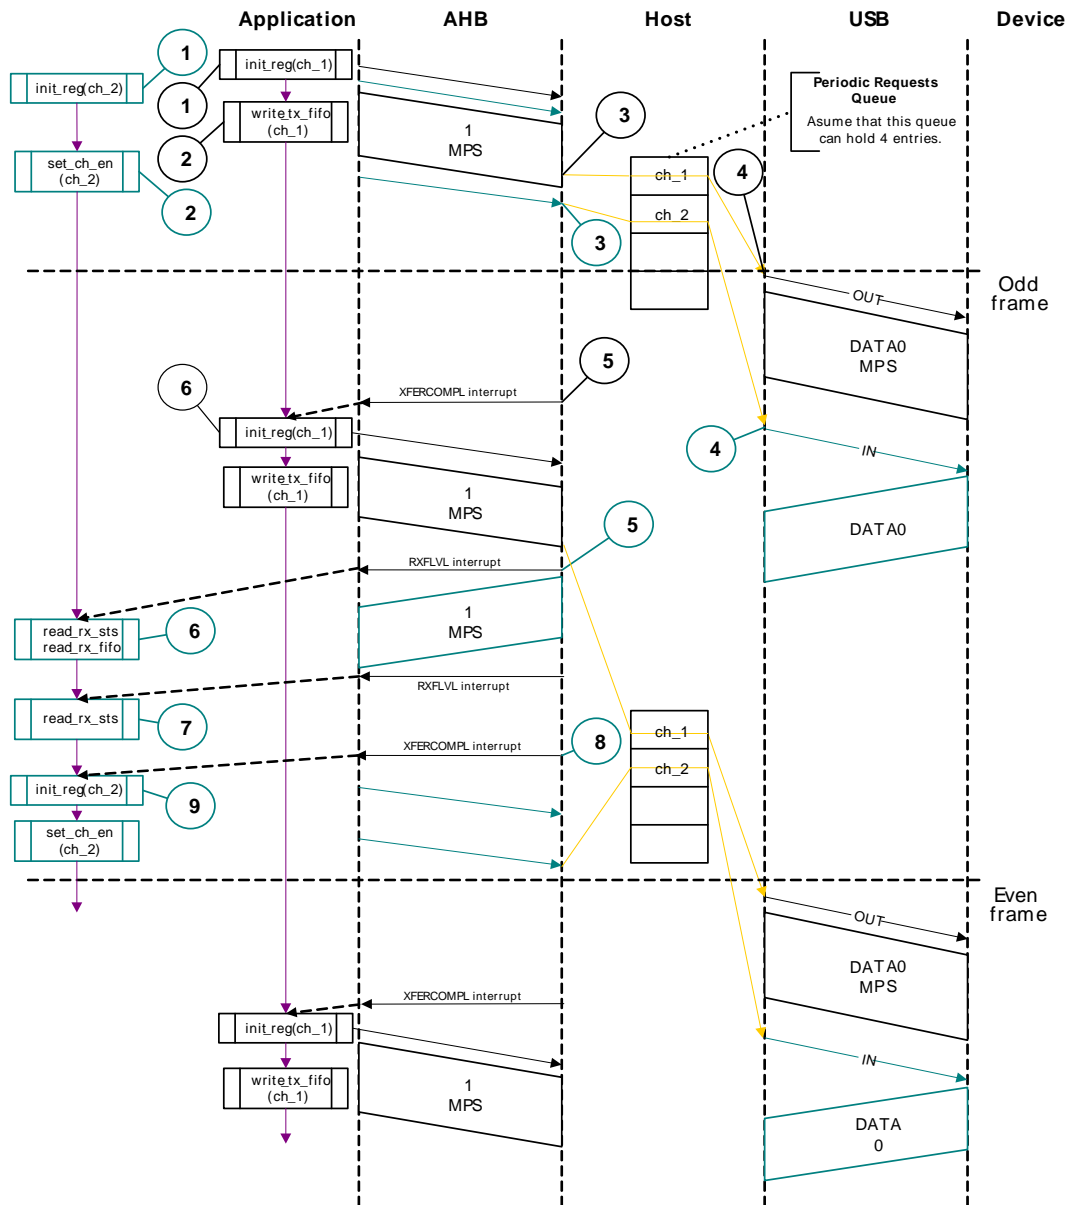 Application
AHB
Host
USB
Device
1
init_reg(ch_1)
init_reg(ch_2)
1
Periodic Requests
Queue
Asume that this queue
can hold 4 entries.
write_tx_fifo
(ch_1)
1
MPS
3
2
set_ch_en
(ch_2)
ch_1
4
2
ch_2
3
Odd
frame
OUT
DATA0
MPS
5
6
XFERCOMPL interrupt
init_reg(ch_1)
4
IN
write_tx_fifo
(ch_1)
1
MPS
5
DATA0
RXFLVL interrupt
1
MPS
read_rx_sts
read_rx_fifo
6
RXFLVL interrupt
read_rx_sts
7
ch_1
XFERCOMPL interrupt
8
ch_2
init_reg(ch_2)
9
set_ch_en
(ch_2)
Even
frame
OUT
DATA0
MPS
XFERCOMPL interrupt
init_reg(ch_1)
IN
write_tx_fifo
(ch_1)
1
MPS
DATA
0